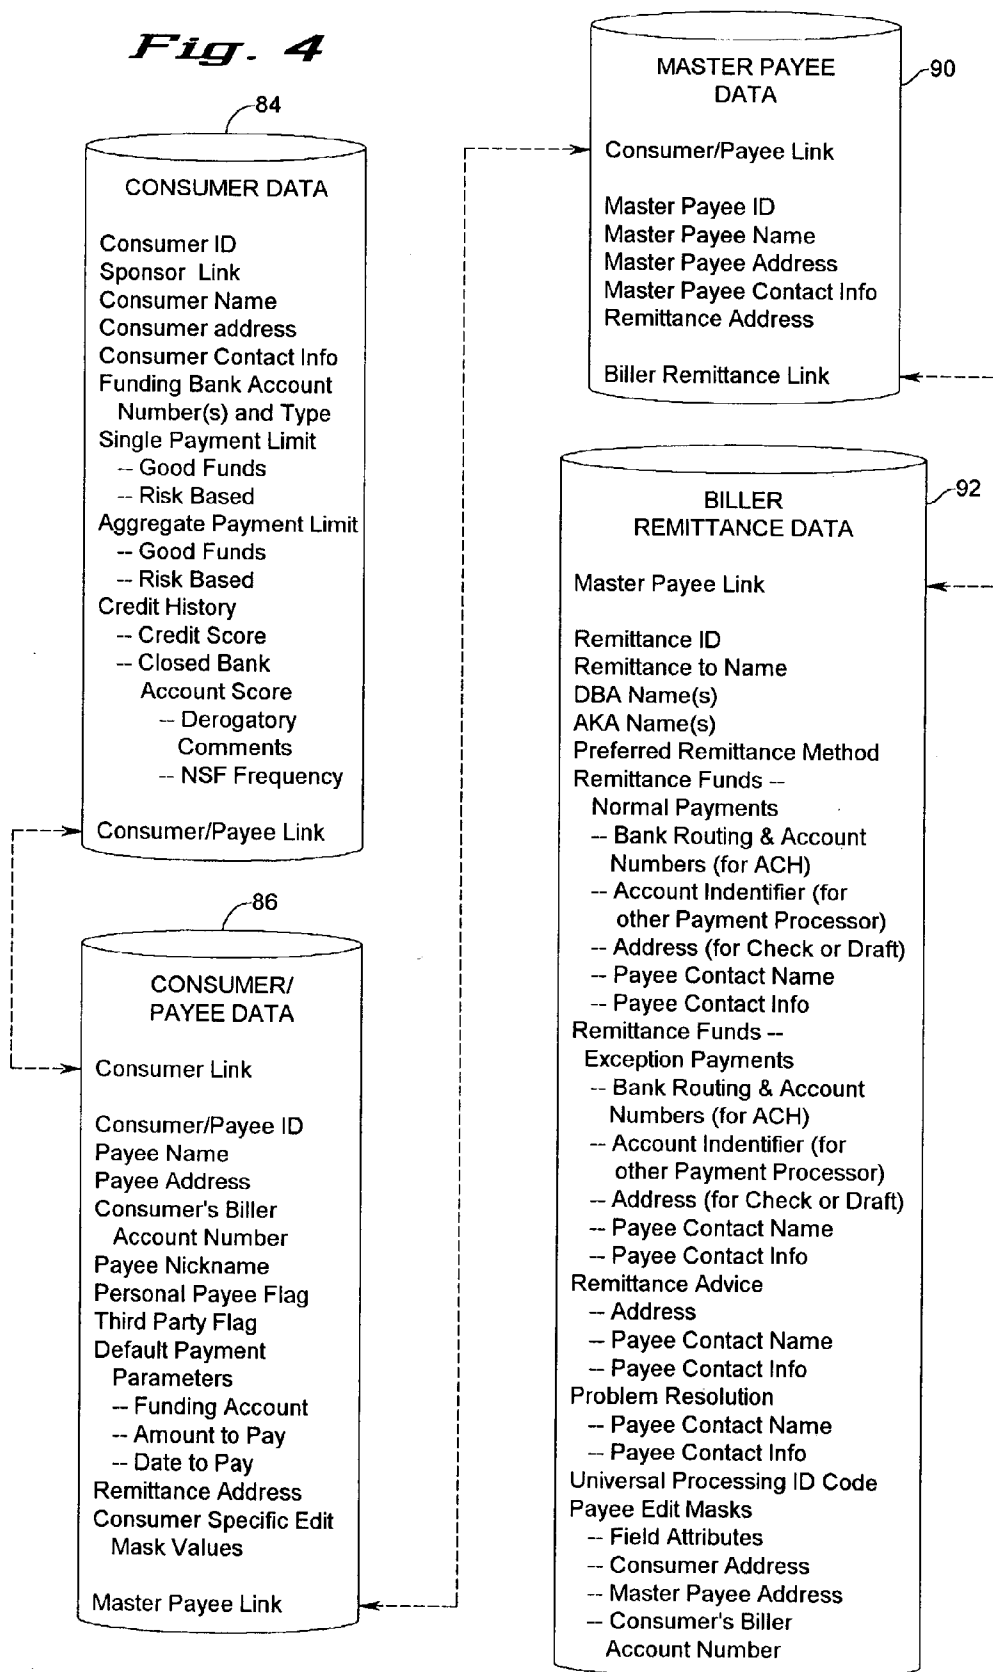 Fig. 4
84
CONSUMER DATA
Consumer ID
Sponsor Link
Consumer Name
Consumer address
Consumer Contact Info
Funding Bank Account
Number(s) and Type
Single Payment Limit
-- Good Funds
-- Risk Based
Aggregate Payment Limit
-- Good Funds
-- Risk Based
Credit History
-- Credit Score
-- Closed Bank
Account Score
-- Derogatory
Comments
-- NSF Frequency
Consumer/Payee Link
86
CONSUMER/
PAYEE DATA
Consumer Link
Consumer/Payee ID
Payee Name
Payee Address
Consumer's Biller
Account Number
Payee Nickname
Personal Payee Flag
Third Party Flag
Default Payment
Parameters
-- Funding Account
-- Amount to Pay
-- Date to Pay
Remittance Address
Consumer Specific Edit
Mask Values
Master Payee Link
90
MASTER PAYEE
DATA
Consumer/Payee Link
Master Payee ID
Master Payee Name
Master Payee Address
Master Payee Contact Info
Remittance Address
Biller Remittance Link
92
BILLER
REMITTANCE DATA
Master Payee Link
Remittance ID
Remittance to Name
DBA Name(s)
AKA Name(s)
Preferred Remittance Method
Remittance Funds --
Normal Payments
-- Bank Routing & Account
Numbers (for ACH)
-- Account Indentifier (for
other Payment Processor)
-- Address (for Check or Draft)
-- Payee Contact Name
-- Payee Contact Info
Remittance Funds --
Exception Payments
-- Bank Routing & Account
Numbers (for ACH)
-- Account Indentifier (for
other Payment Processor)
-- Address (for Check or Draft)
-- Payee Contact Name
-- Payee Contact Info
Remittance Advice
-- Address
-- Payee Contact Name
-- Payee Contact Info
Problem Resolution
-- Payee Contact Name
-- Payee Contact Info
Universal Processing ID Code
Payee Edit Masks
-- Field Attributes
-- Consumer Address
-- Master Payee Address
-- Consumer's Biller
Account Number